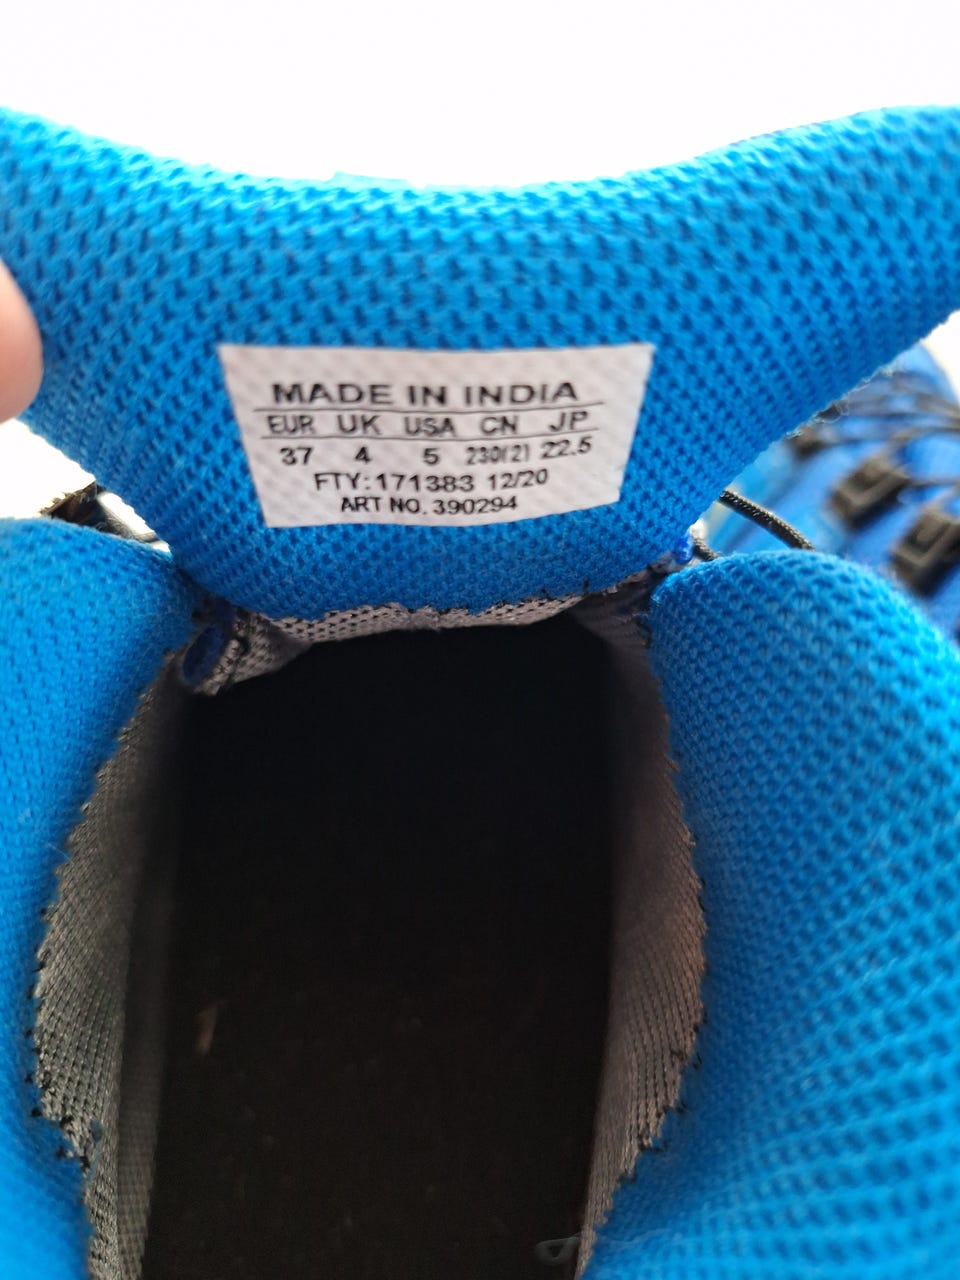 MADE IN INDIA
EUR UK USA CN JP
37 4 5 230(2) 22.5
FTY:171383 12/20
ART NO. 390294